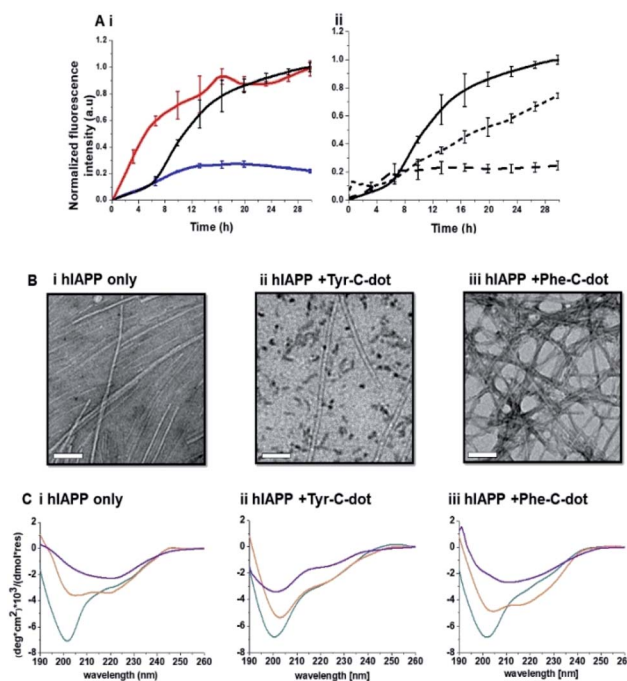 A i
ii
Normalized fluorescence
intensity (a.u)
1.0
0.8
0.6
0.4
0.2
0.0
0 4 8 12 16 20 24 28
Time (h)
1.0
0.8
0.6
0.4
0.2
0.0
0 4 8 12 16 20 24 28
Time (h)
B i hIAPP only
ii hIAPP +Tyr-C-dot
iii hIAPP +Phe-C-dot
C i hIAPP only
ii hIAPP +Tyr-C-dot
iii hIAPP +Phe-C-dot
(deg*cm²)*10³/(dmol*res)
2
0
-2
-4
-6
-8
190 200 210 220 230 240 250 260
wavelength (nm)
2
0
-2
-4
-6
-8
190 200 210 220 230 240 250 260
wavelength [nm]
2
0
-2
-4
-6
-8
190 200 210 220 230 240 250 260
wavelength [nm]